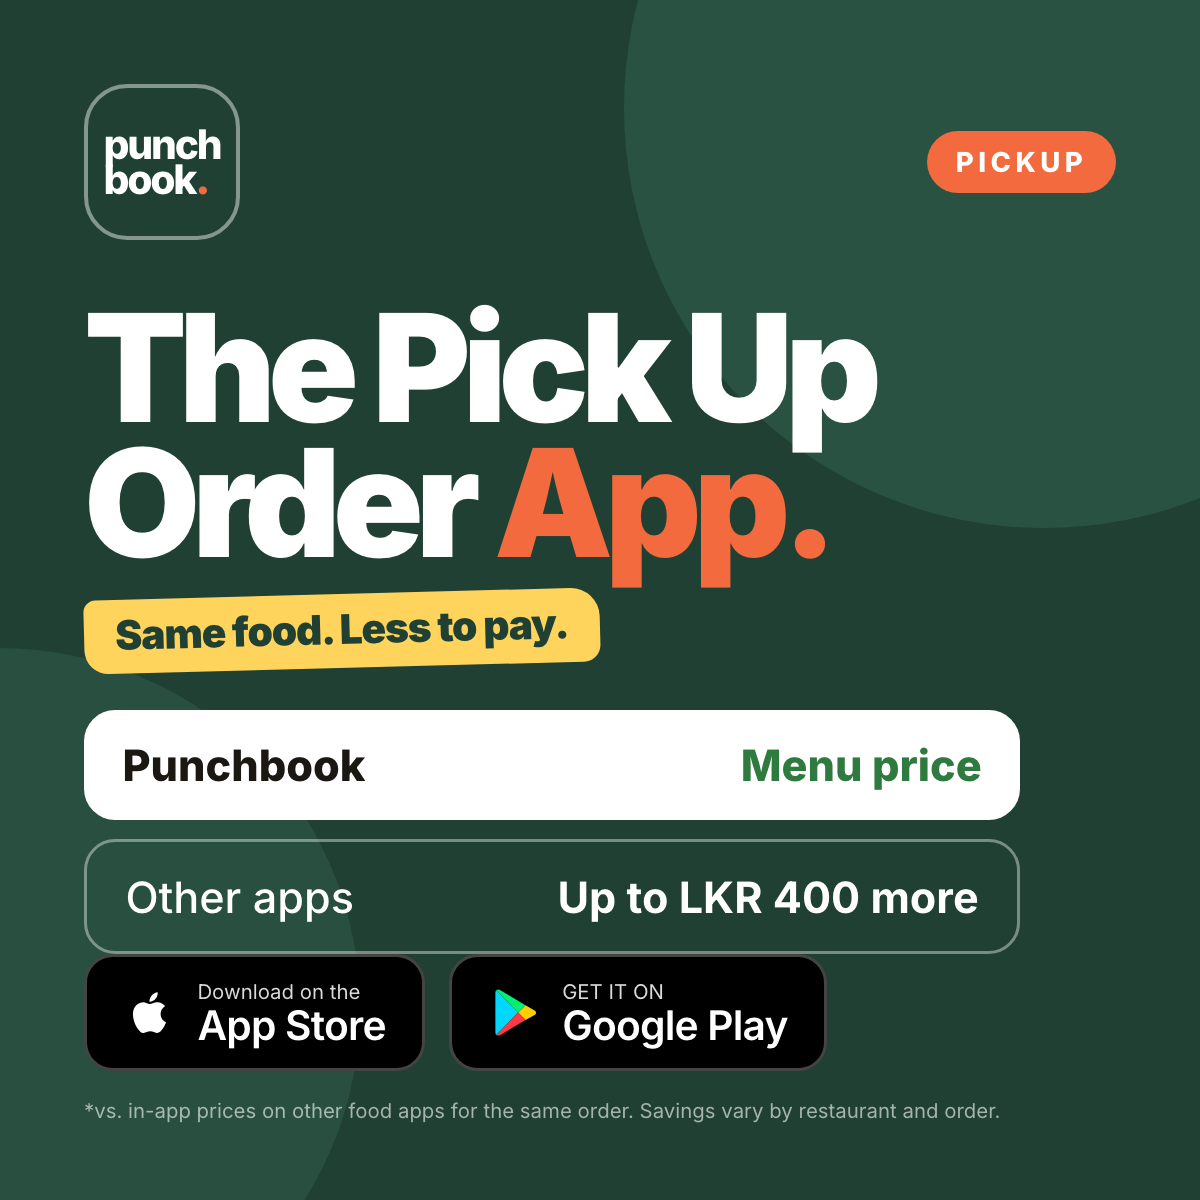 punch
book.
PICKUP
The Pick Up
Order App.
Same food. Less to pay.
Punchbook Menu price
Other apps Up to LKR 400 more
Download on the
App Store
GET IT ON
Google Play
*vs. in-app prices on other food apps for the same order. Savings vary by restaurant and order.